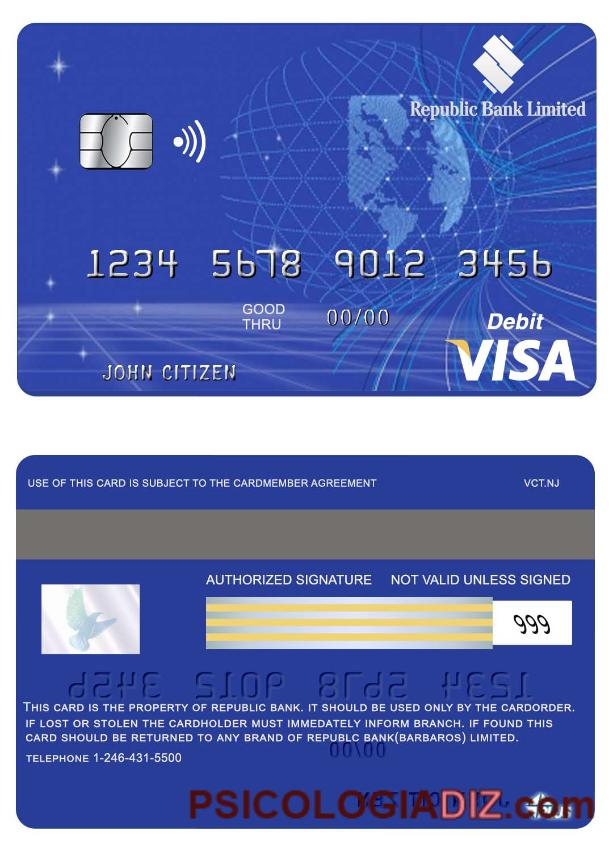 Republic Bank Limited
1234 5678 9012 3456
GOOD
THRU
00/00
Debit
VISA
JOHN CITIZEN
USE OF THIS CARD IS SUBJECT TO THE CARDMEMBER AGREEMENT VCT.NJ
AUTHORIZED SIGNATURE NOT VALID UNLESS SIGNED
999
1234 5678 9012 3456
THIS CARD IS THE PROPERTY OF REPUBLIC BANK. IT SHOULD BE USED ONLY BY THE CARDORDER.
IF LOST OR STOLEN THE CARDHOLDER MUST IMMEDATELY INFORM BRANCH. IF FOUND THIS
CARD SHOULD BE RETURNED TO ANY BRAND OF REPUBLC BANK(BARBAROS) LIMITED.
00/00
TELEPHONE 1-246-431-5500
PSICOLOGIADIZ.com